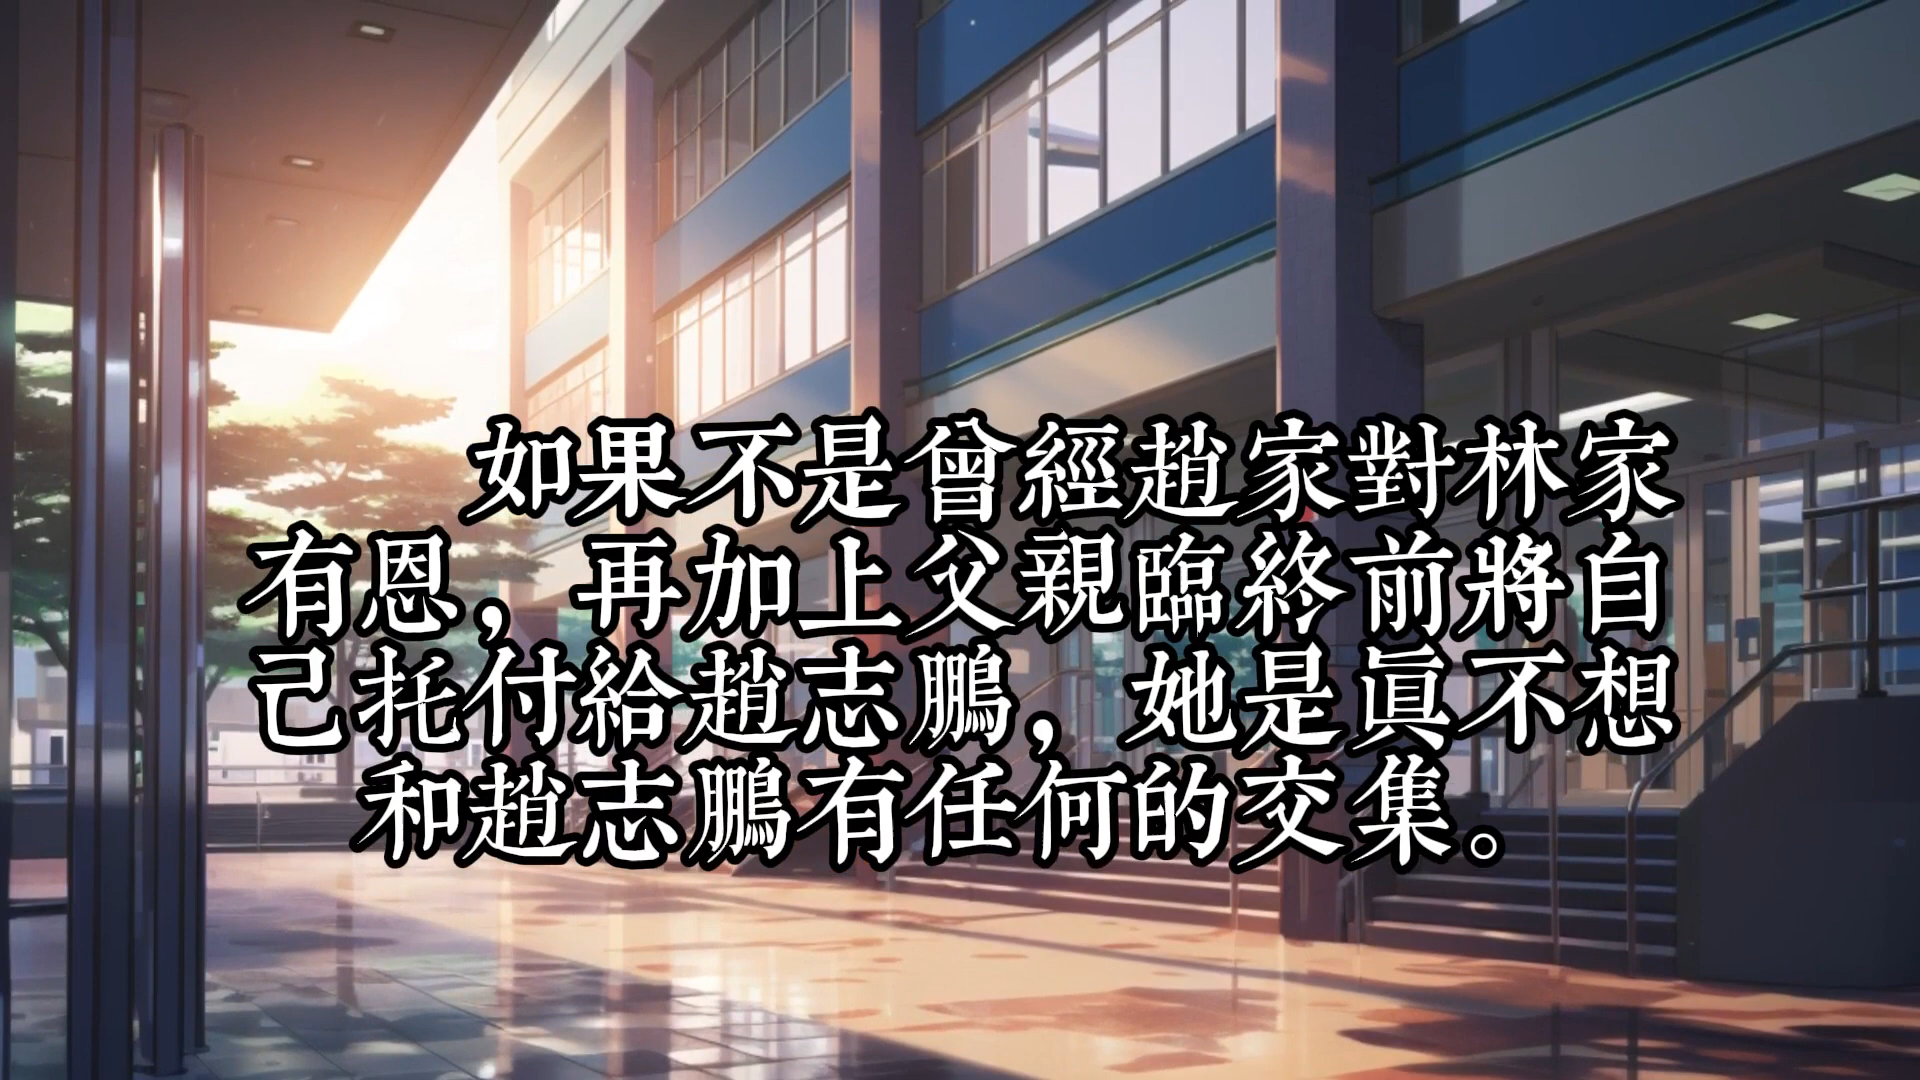 如果不是曾經趙家對林家
有恩，再加上父親臨終前將自
己托付給趙志鵬，她是眞不想
和趙志鵬有任何的交集。